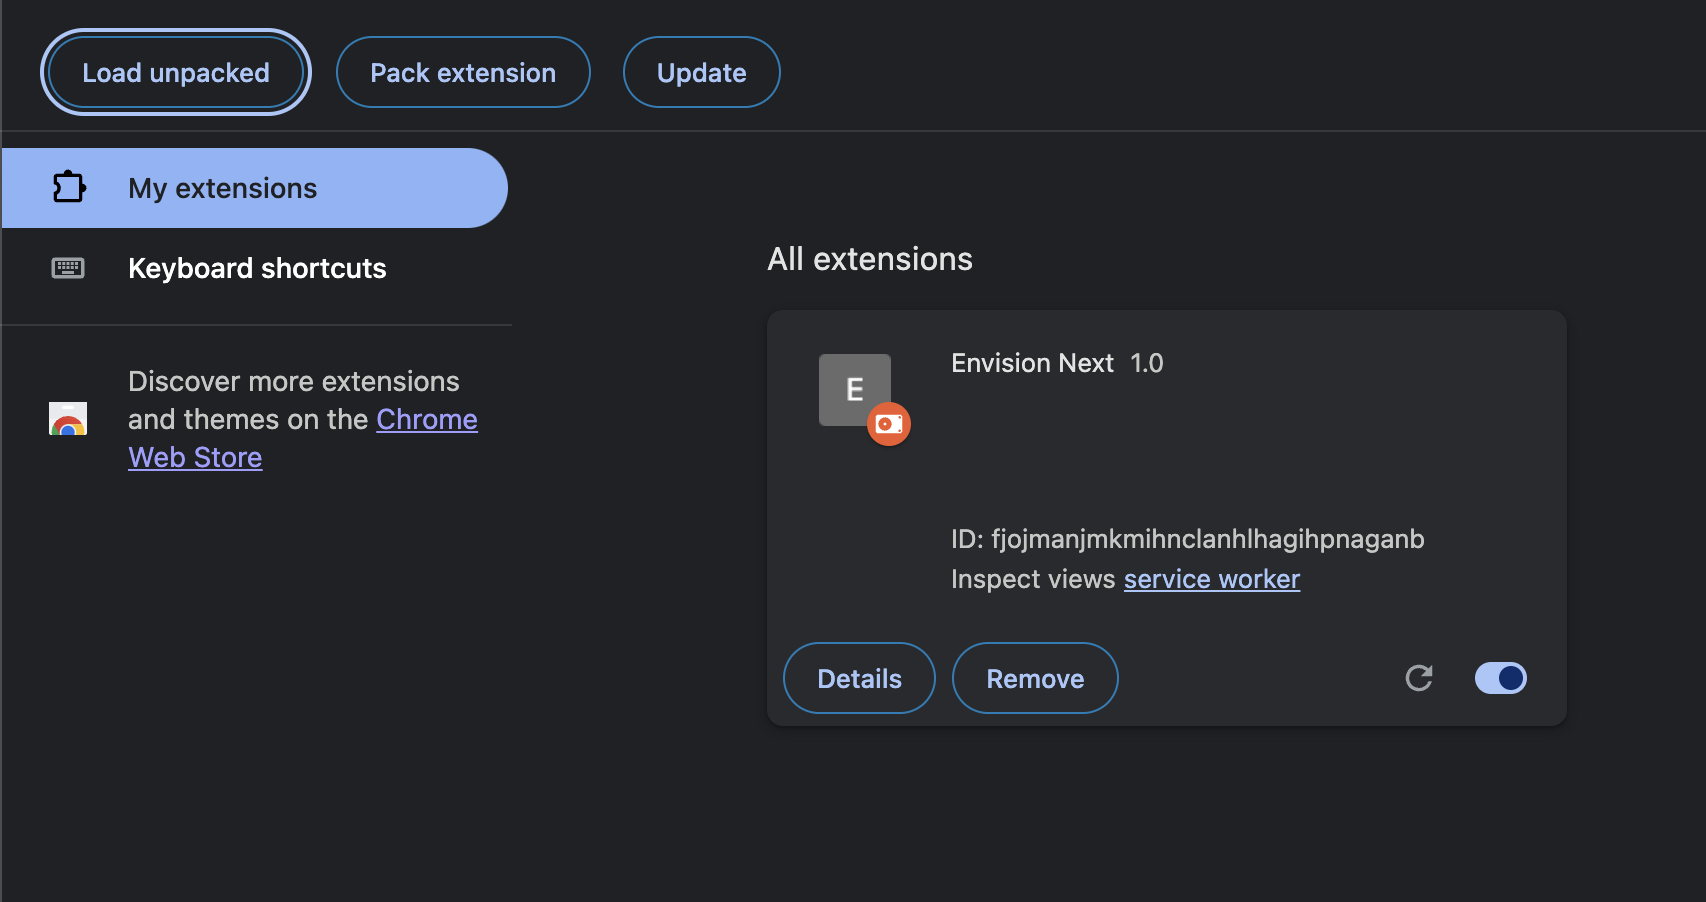 Load unpacked
Pack extension
Update
My extensions
Keyboard shortcuts
Discover more extensions
and themes on the Chrome
Web Store
All extensions
E
Envision Next 1.0
ID: fjojmanjmkmihnclanhlhagihpnaganb
Inspect views service worker
Details
Remove